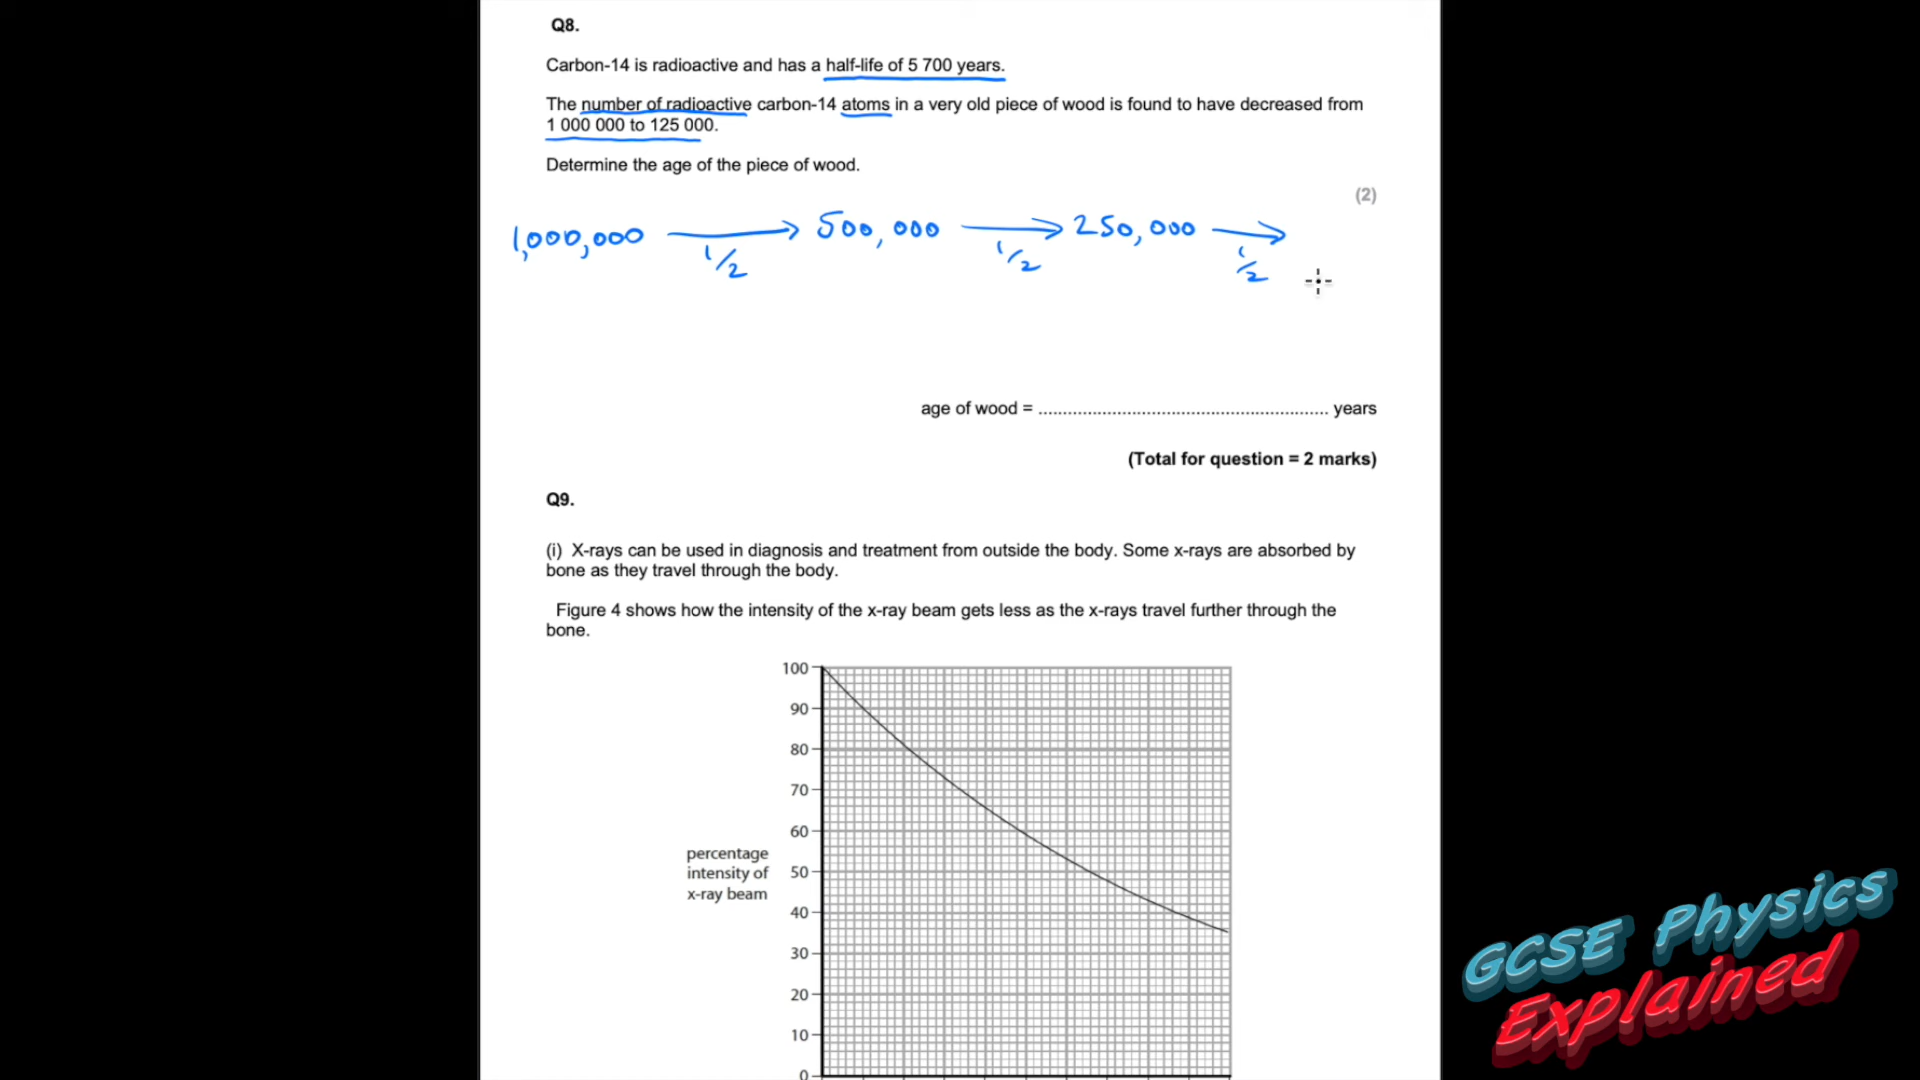 Q8.
Carbon-14 is radioactive and has a half-life of 5 700 years.
The number of radioactive carbon-14 atoms in a very old piece of wood is found to have decreased from
1 000 000 to 125 000.
Determine the age of the piece of wood.
(2)
1,000,000 → 500,000 → 250,000 →
1/2 1/2 1/2
age of wood = ........................................................... years
(Total for question = 2 marks)
Q9.
(i) X-rays can be used in diagnosis and treatment from outside the body. Some x-rays are absorbed by
bone as they travel through the body.
Figure 4 shows how the intensity of the x-ray beam gets less as the x-rays travel further through the
bone.
100
90
80
70
60
percentage
intensity of
x-ray beam
50
40
30
20
10
0
GCSE Physics
Explained